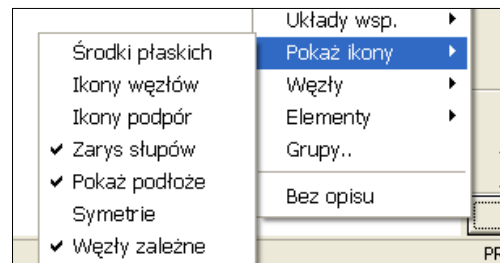 Układy wsp.
Pokaż ikony
Węzły
Elementy
Grupy..
Bez opisu
Środki płaskich
Ikony węzłów
Ikony podpór
Zarys słupów
Pokaż podłoże
Symetrie
Węzły zależne
PR